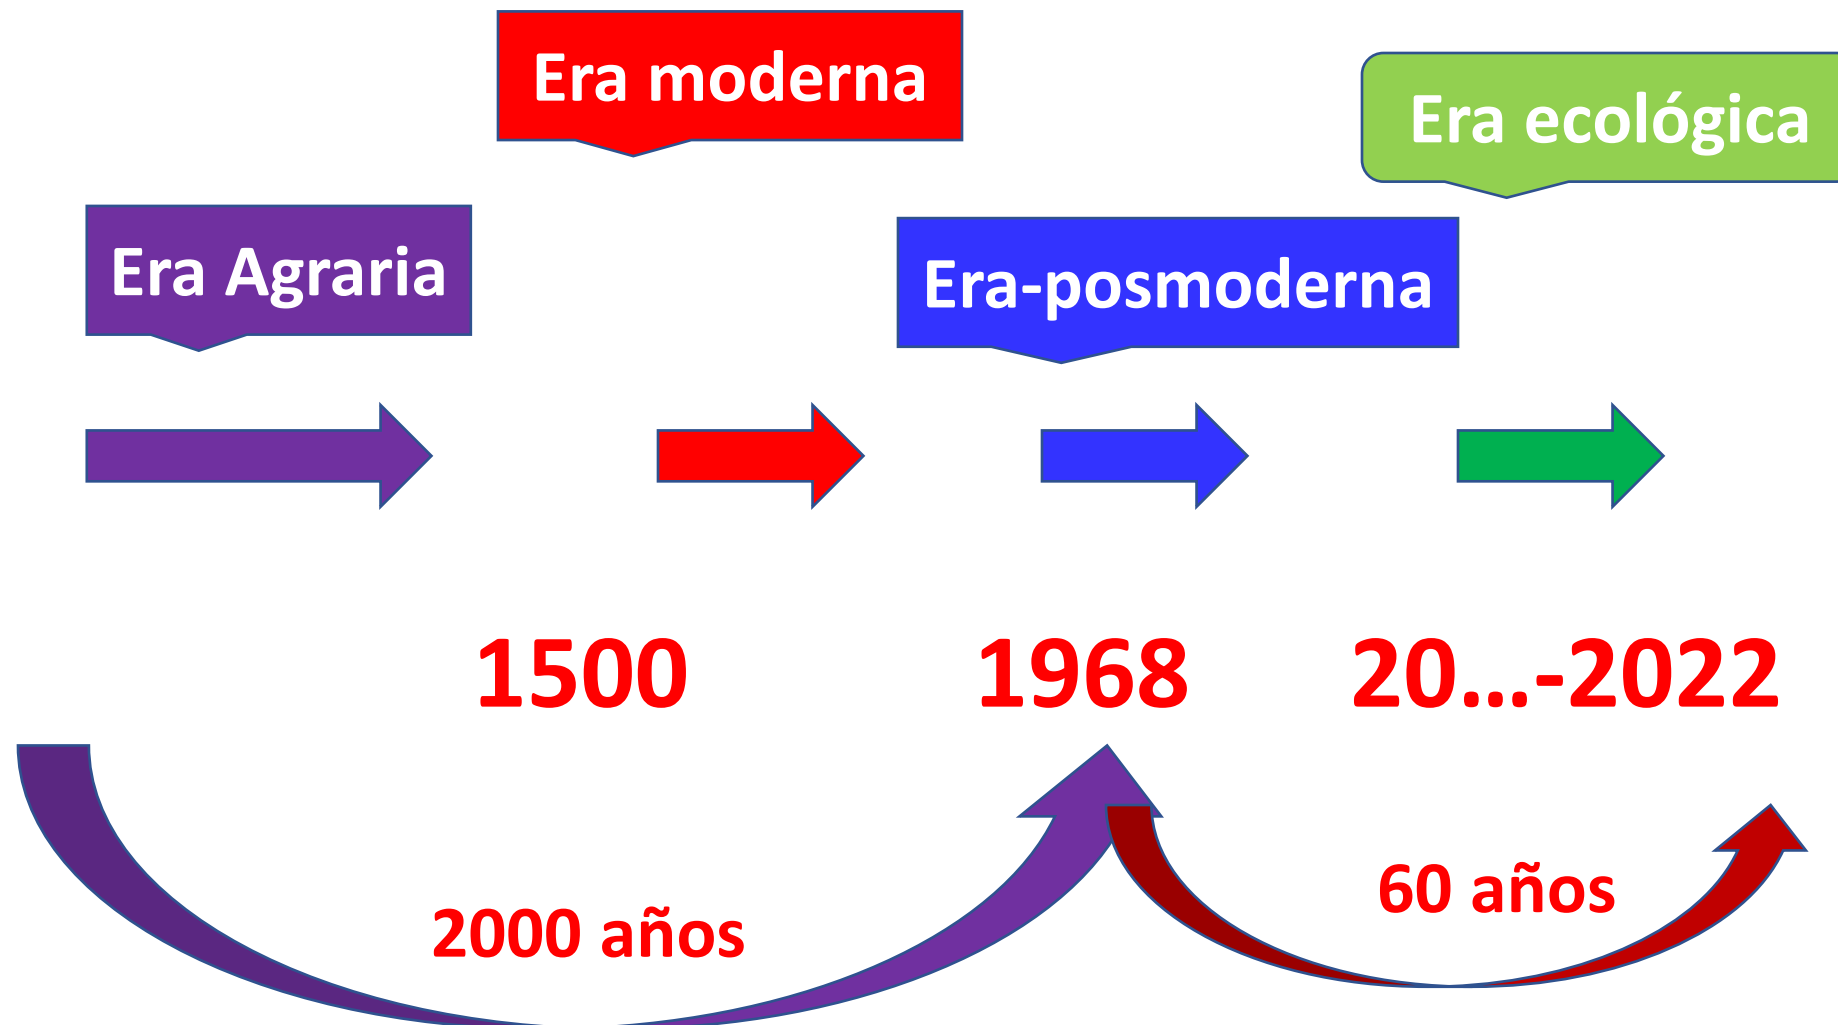 Era moderna
Era ecológica
Era Agraria
Era-posmoderna
1500
1968
20...-2022
60 años
2000 años